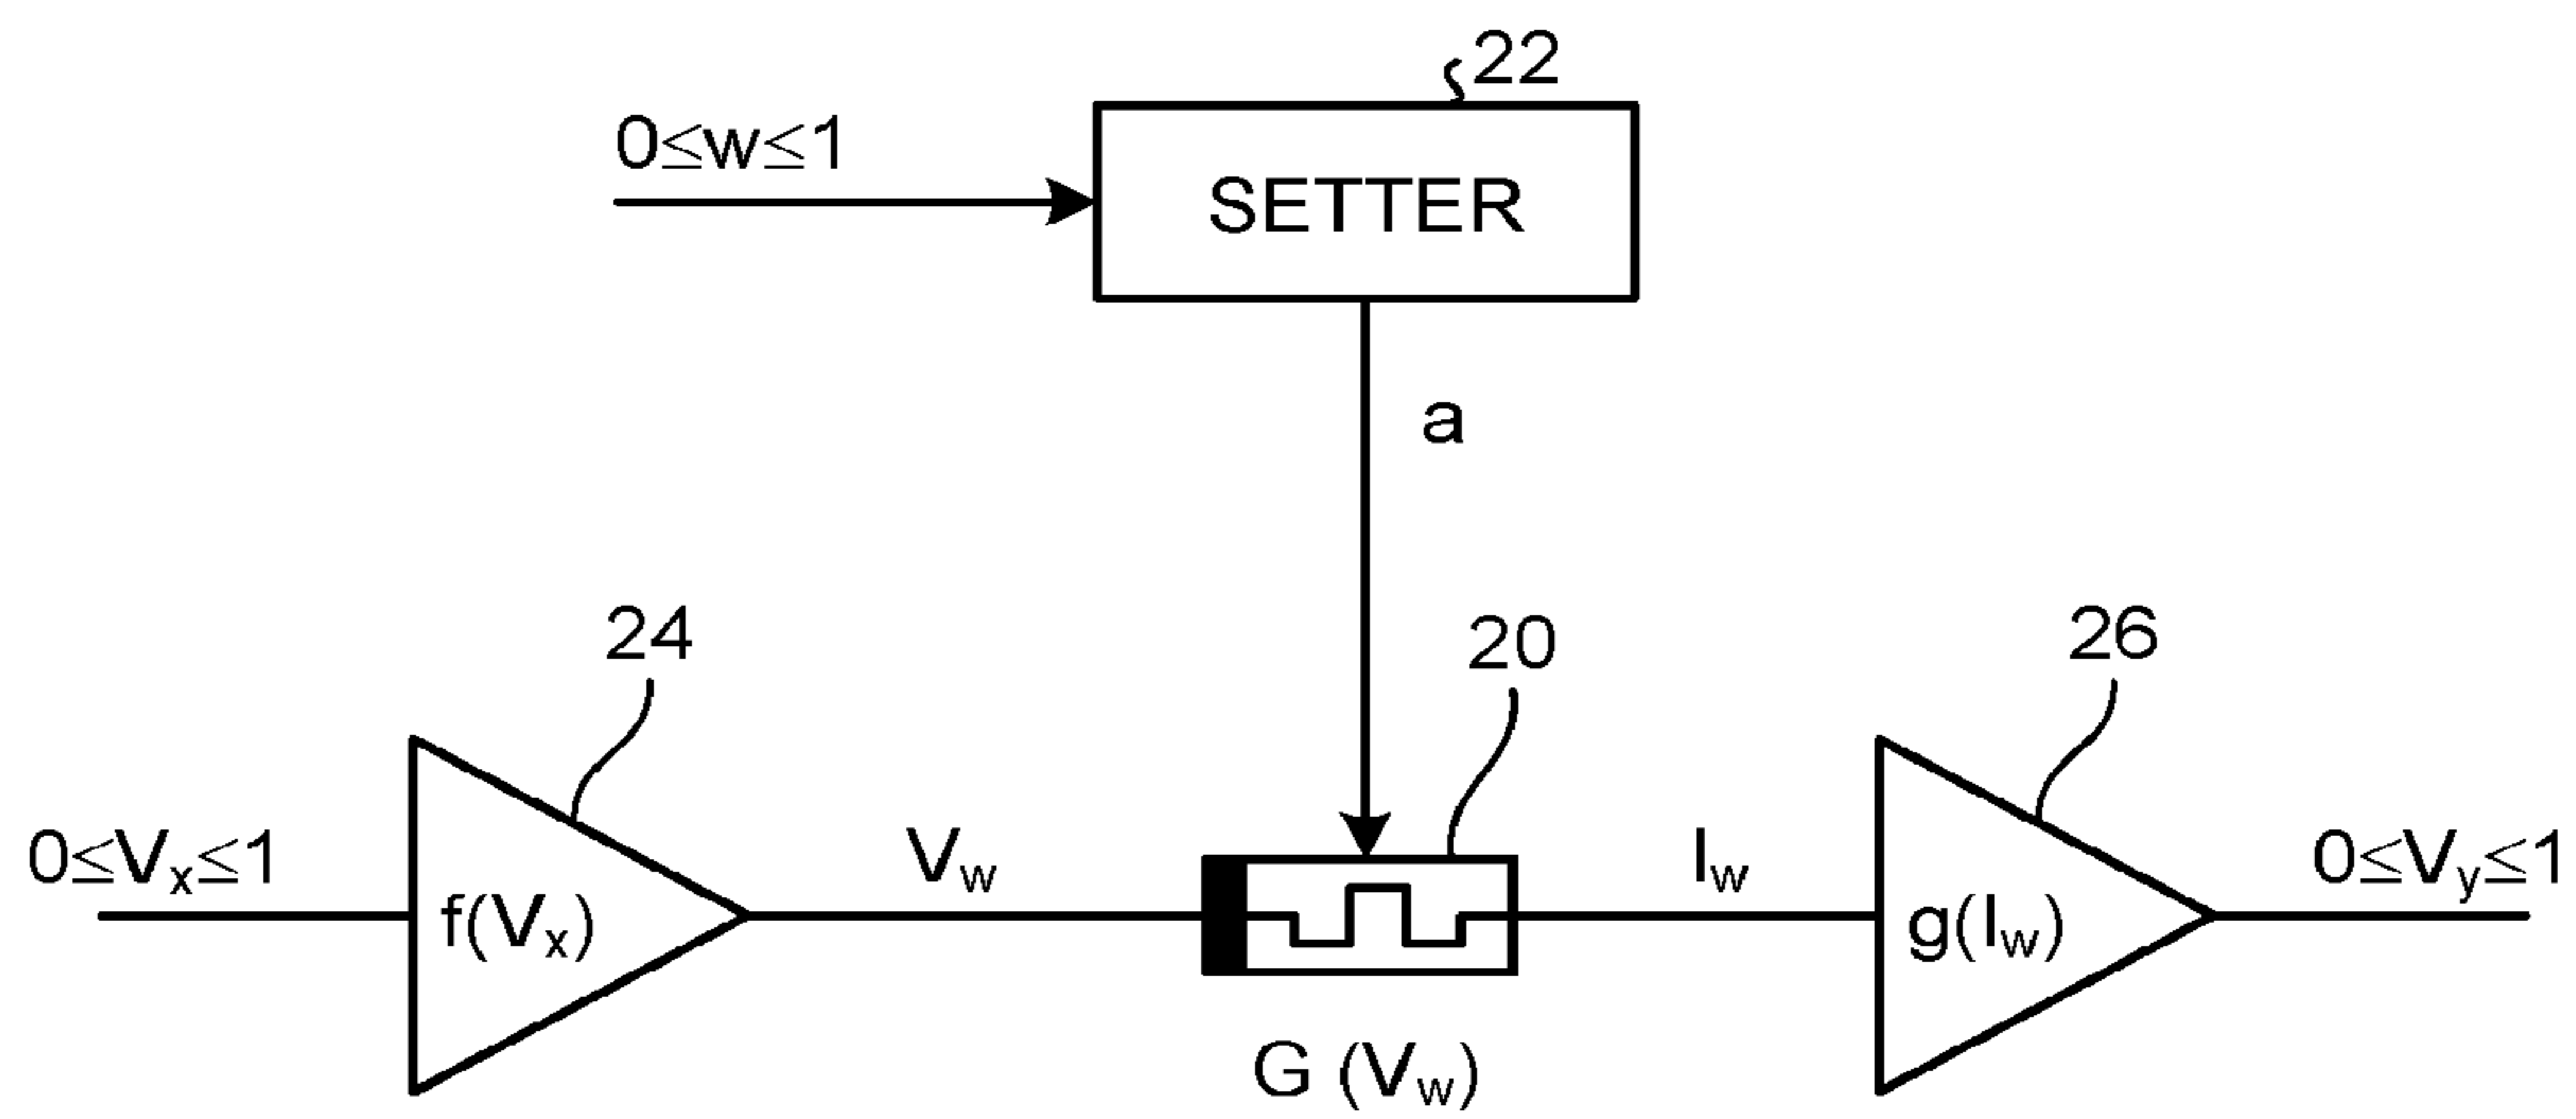 22
0≤w≤1
SETTER
a
24
20
26
0≤Vx≤1
f(Vx)
Vw
Iw
g(Iw)
0≤Vy≤1
G (Vw)